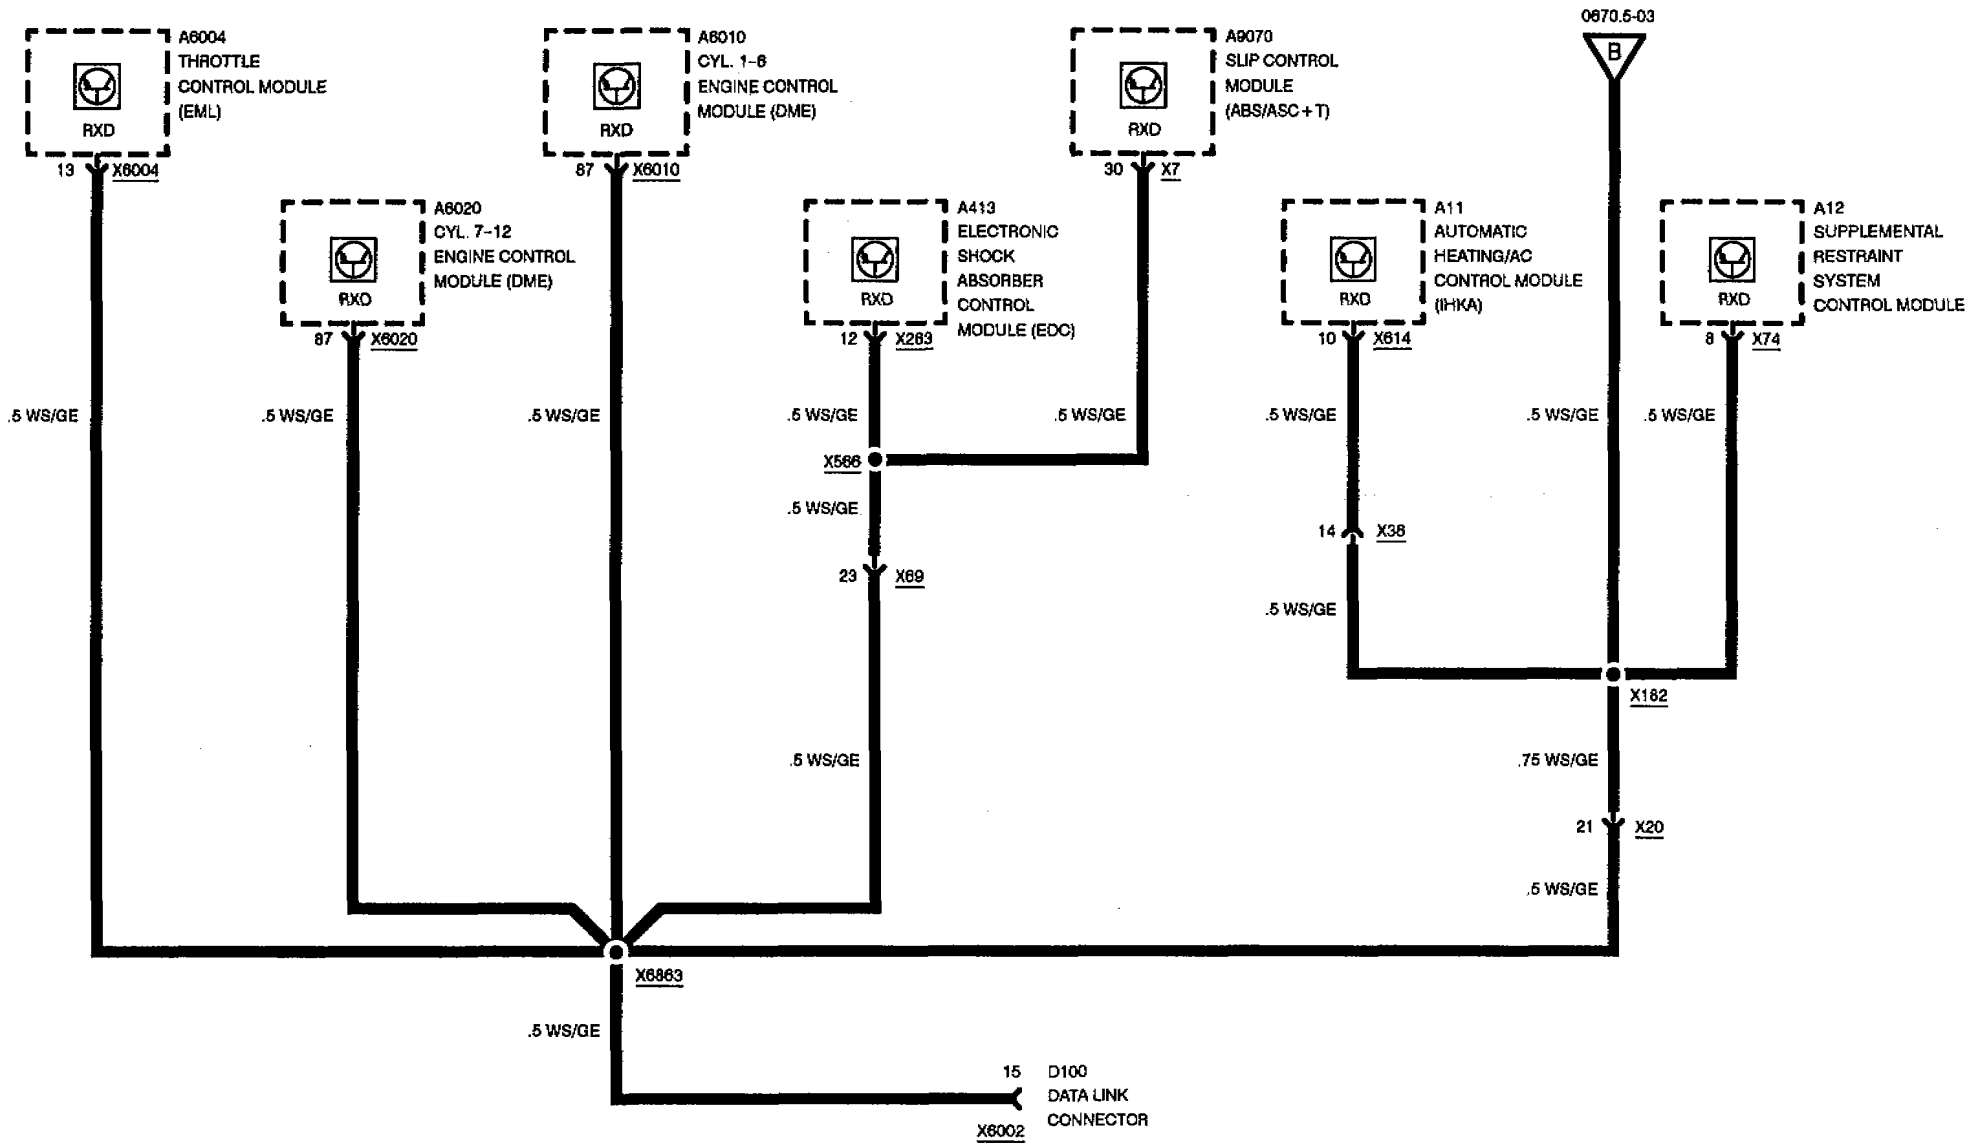 0670.5-03
B
A6004
THROTTLE
CONTROL MODULE
(EML)
RXD
13 X6004
A6010
CYL. 1-6
ENGINE CONTROL
MODULE (DME)
RXD
87 X6010
A9070
SLIP CONTROL
MODULE
(ABS/ASC+T)
RXD
30 X7
A6020
CYL. 7-12
ENGINE CONTROL
MODULE (DME)
RXD
87 X6020
A413
ELECTRONIC
SHOCK
ABSORBER
CONTROL
MODULE (EDC)
RXD
12 X263
A11
AUTOMATIC
HEATING/AC
CONTROL MODULE
(IHKA)
RXD
10 X614
A12
SUPPLEMENTAL
RESTRAINT
SYSTEM
CONTROL MODULE
RXD
8 X74
.5 WS/GE .5 WS/GE .5 WS/GE .5 WS/GE .5 WS/GE .5 WS/GE .5 WS/GE .5 WS/GE
X566
.5 WS/GE
14 X38
23 X69
.5 WS/GE
X182
.5 WS/GE .75 WS/GE
21 X20
.5 WS/GE
X6863
.5 WS/GE
15 D100
DATA LINK
CONNECTOR
X6002